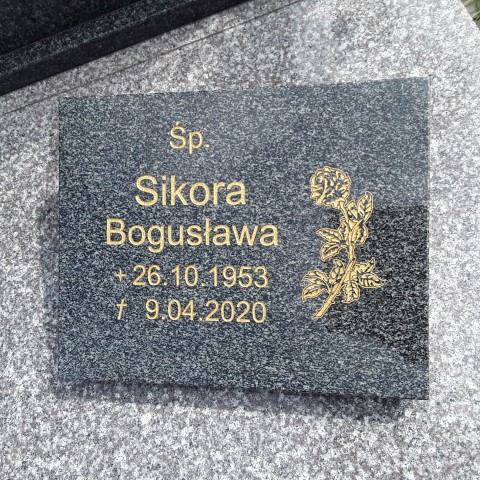 Śp.
Sikora
Bogusława
+ 26.10.1953
† 9.04.2020